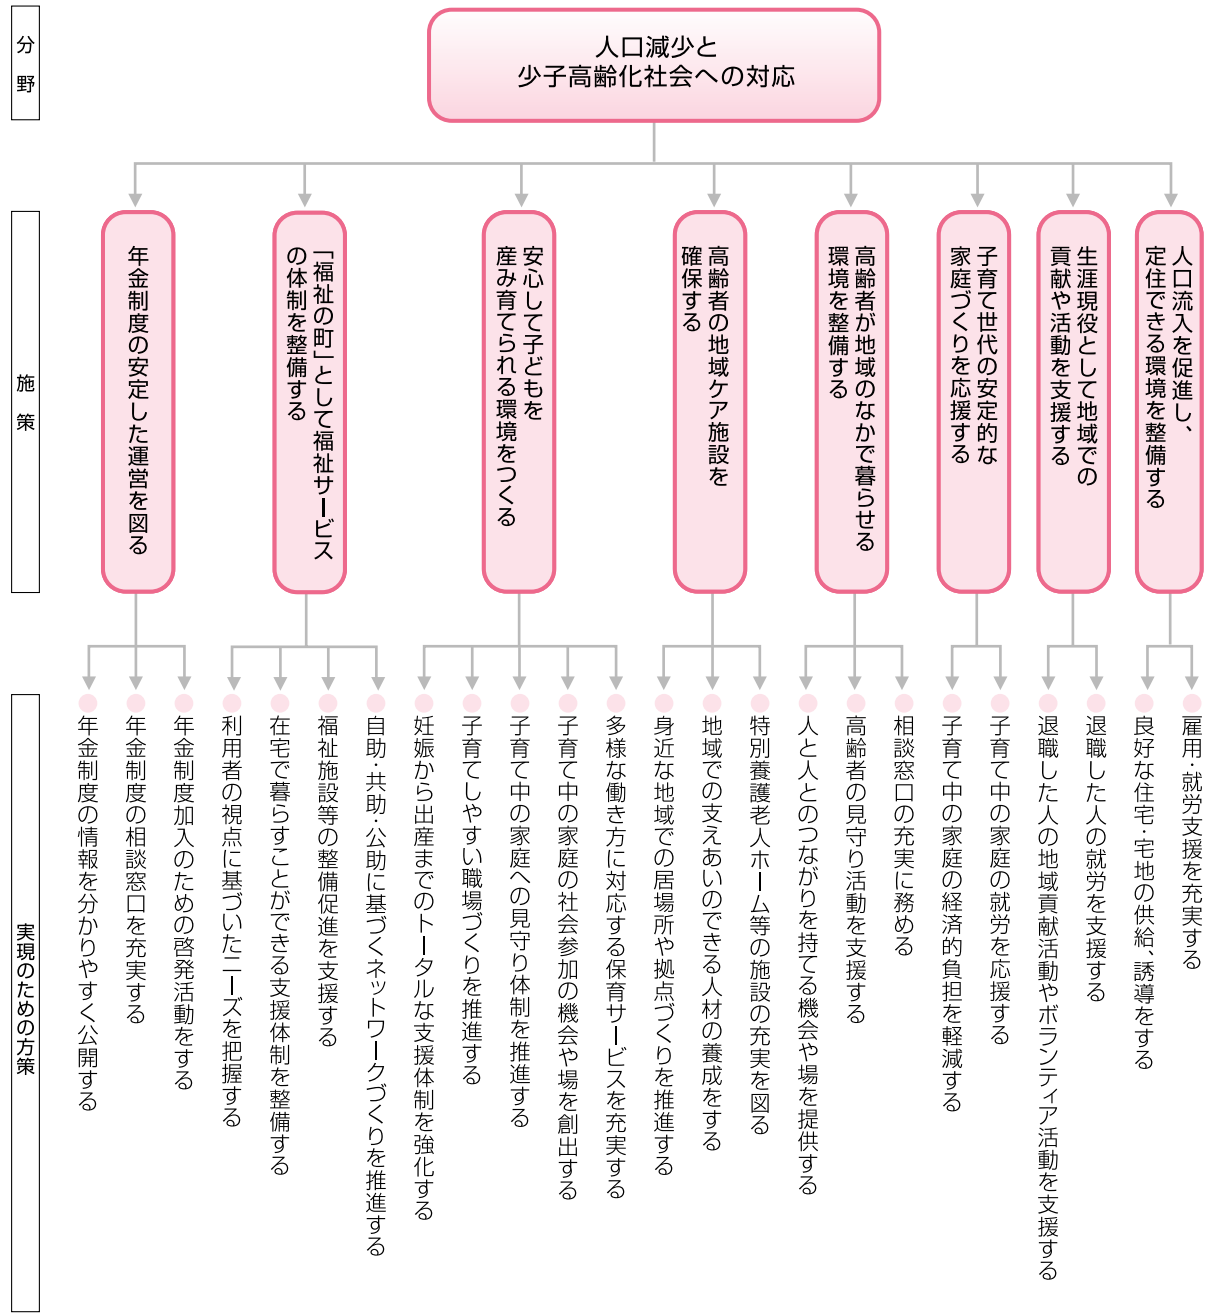 分野
人口減少と
少子高齢化社会への対応
施策
人口流入を促進し、
定住できる環境を整備する
生涯現役として地域での
貢献や活動を支援する
子育て世代の安定的な
家庭づくりを応援する
高齢者が地域のなかで暮らせる
環境を整備する
高齢者の地域ケア施設を
確保する
安心して子どもを
産み育てられる環境をつくる
「福祉の町」として福祉サービス
の体制を整備する
年金制度の安定した運営を図る
実現のための方策
雇用・就労支援を充実する
良好な住宅・宅地の供給、誘導をする
退職した人の就労を支援する
退職した人の地域貢献活動やボランティア活動を支援する
子育て中の家庭の就労を応援する
子育て中の家庭の経済的負担を軽減する
相談窓口の充実に務める
高齢者の見守り活動を支援する
人と人とのつながりを持てる機会や場を提供する
特別養護老人ホーム等の施設の充実を図る
地域での支えあいのできる人材の養成をする
身近な地域での居場所や拠点づくりを推進する
多様な働き方に対応する保育サービスを充実する
子育て中の家庭の社会参加の機会や場を創出する
子育て中の家庭への見守り体制を推進する
子育てしやすい職場づくりを推進する
妊娠から出産までのトータルな支援体制を強化する
自助・共助・公助に基づくネットワークづくりを推進する
福祉施設等の整備促進を支援する
在宅で暮らすことができる支援体制を整備する
利用者の視点に基づいたニーズを把握する
年金制度加入のための啓発活動をする
年金制度の相談窓口を充実する
年金制度の情報を分かりやすく公開する